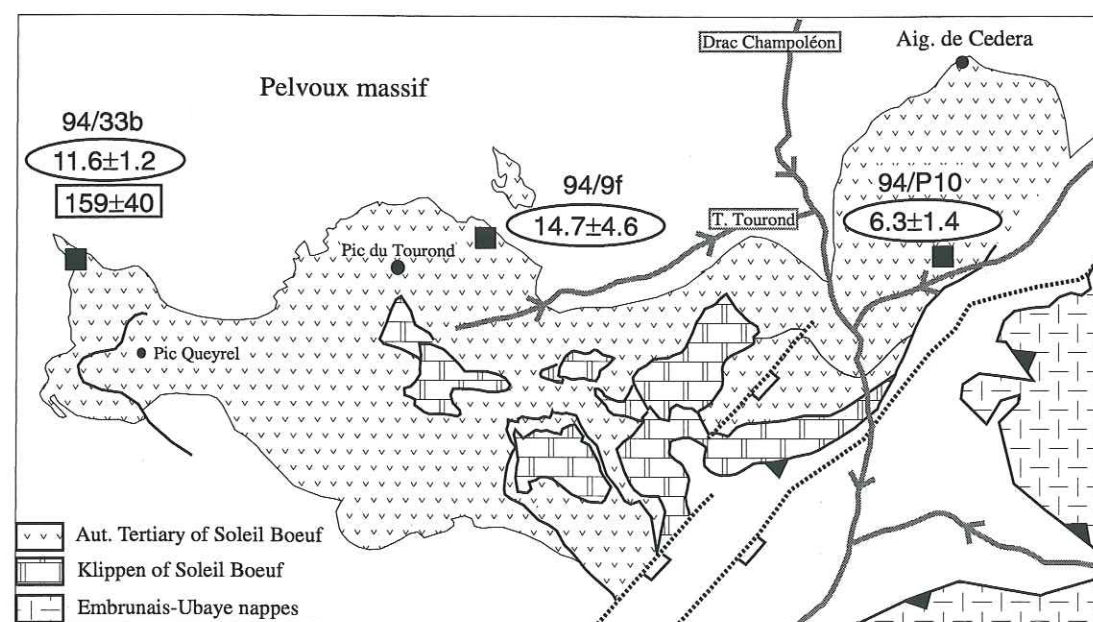 Drac Champoléon
Aig. de Cedera
Pelvoux massif
94/33b
11.6±1.2
159±40
94/9f
14.7±4.6
T. Tourond
94/P10
6.3±1.4
Pic du Tourond
Pic Queyrel
Aut. Tertiary of Soleil Boeuf
Klippen of Soleil Boeuf
Embrunais-Ubaye nappes